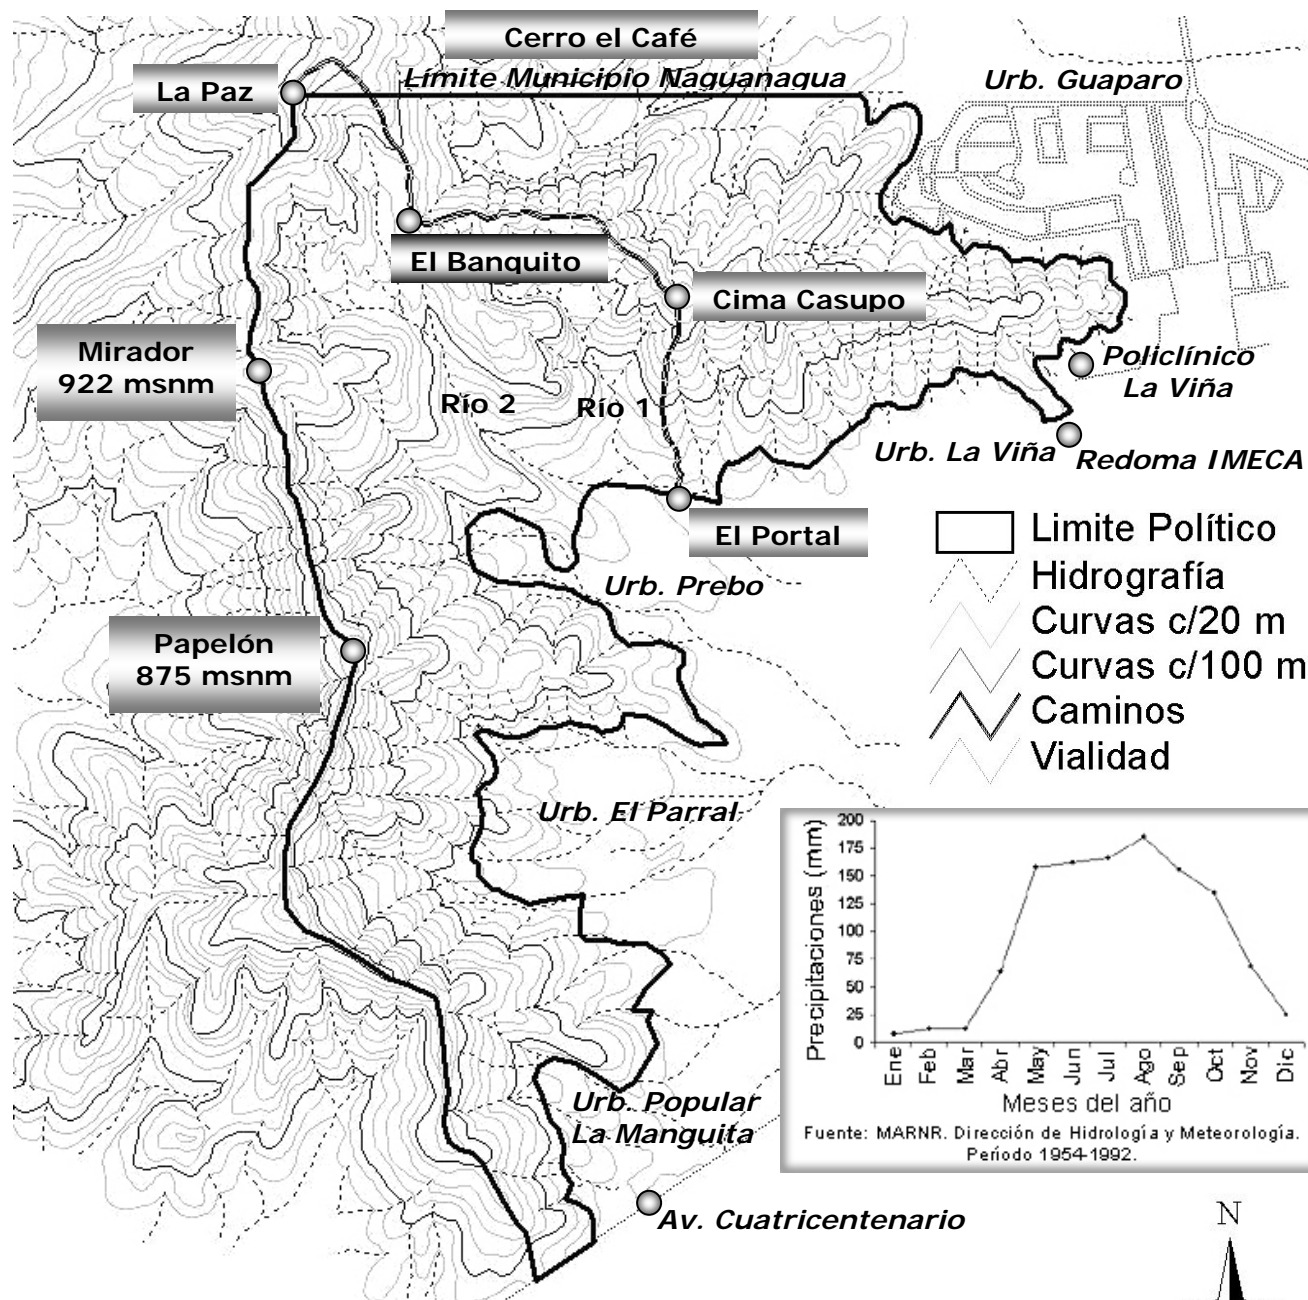 Cerro el Café
Límite Municipio Naguanagua
Urb. Guaparo
La Paz
El Banquito
Cima Casupo
Mirador
922 msnm
Policlínico
La Viña
Río 2
Río 1
Urb. La Viña
Redoma IMECA
El Portal
Limite Político
Hidrografía
Curvas c/20 m
Curvas c/100 m
Caminos
Vialidad
Urb. Prebo
Papelón
875 msnm
Urb. El Parral
Precipitaciones (mm)
200
175
150
100
75
50
25
0
Ene
Feb
Mar
Abr
May
Jun
Jul
Ago
Sep
Oct
Nov
Dic
Meses del año
Fuente: MARNR. Dirección de Hidrología y Meteorología.
Período 1954-1992.
Urb. Popular
La Manguita
Av. Cuatricentenario
N